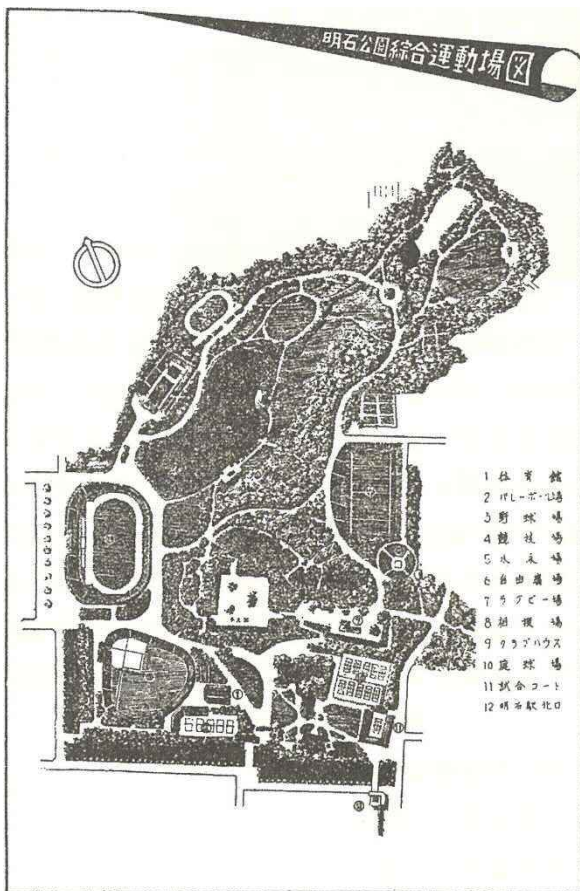 明石公園綜合運動場図
1 体育館
2 バレーボール場
3 野球場
4 競技場
5 水泳場
6 自由廣場
7 ラグビー場
8 相撲場
9 クラブハウス
10 庭球場
11 試合コート
12 明石駅北口